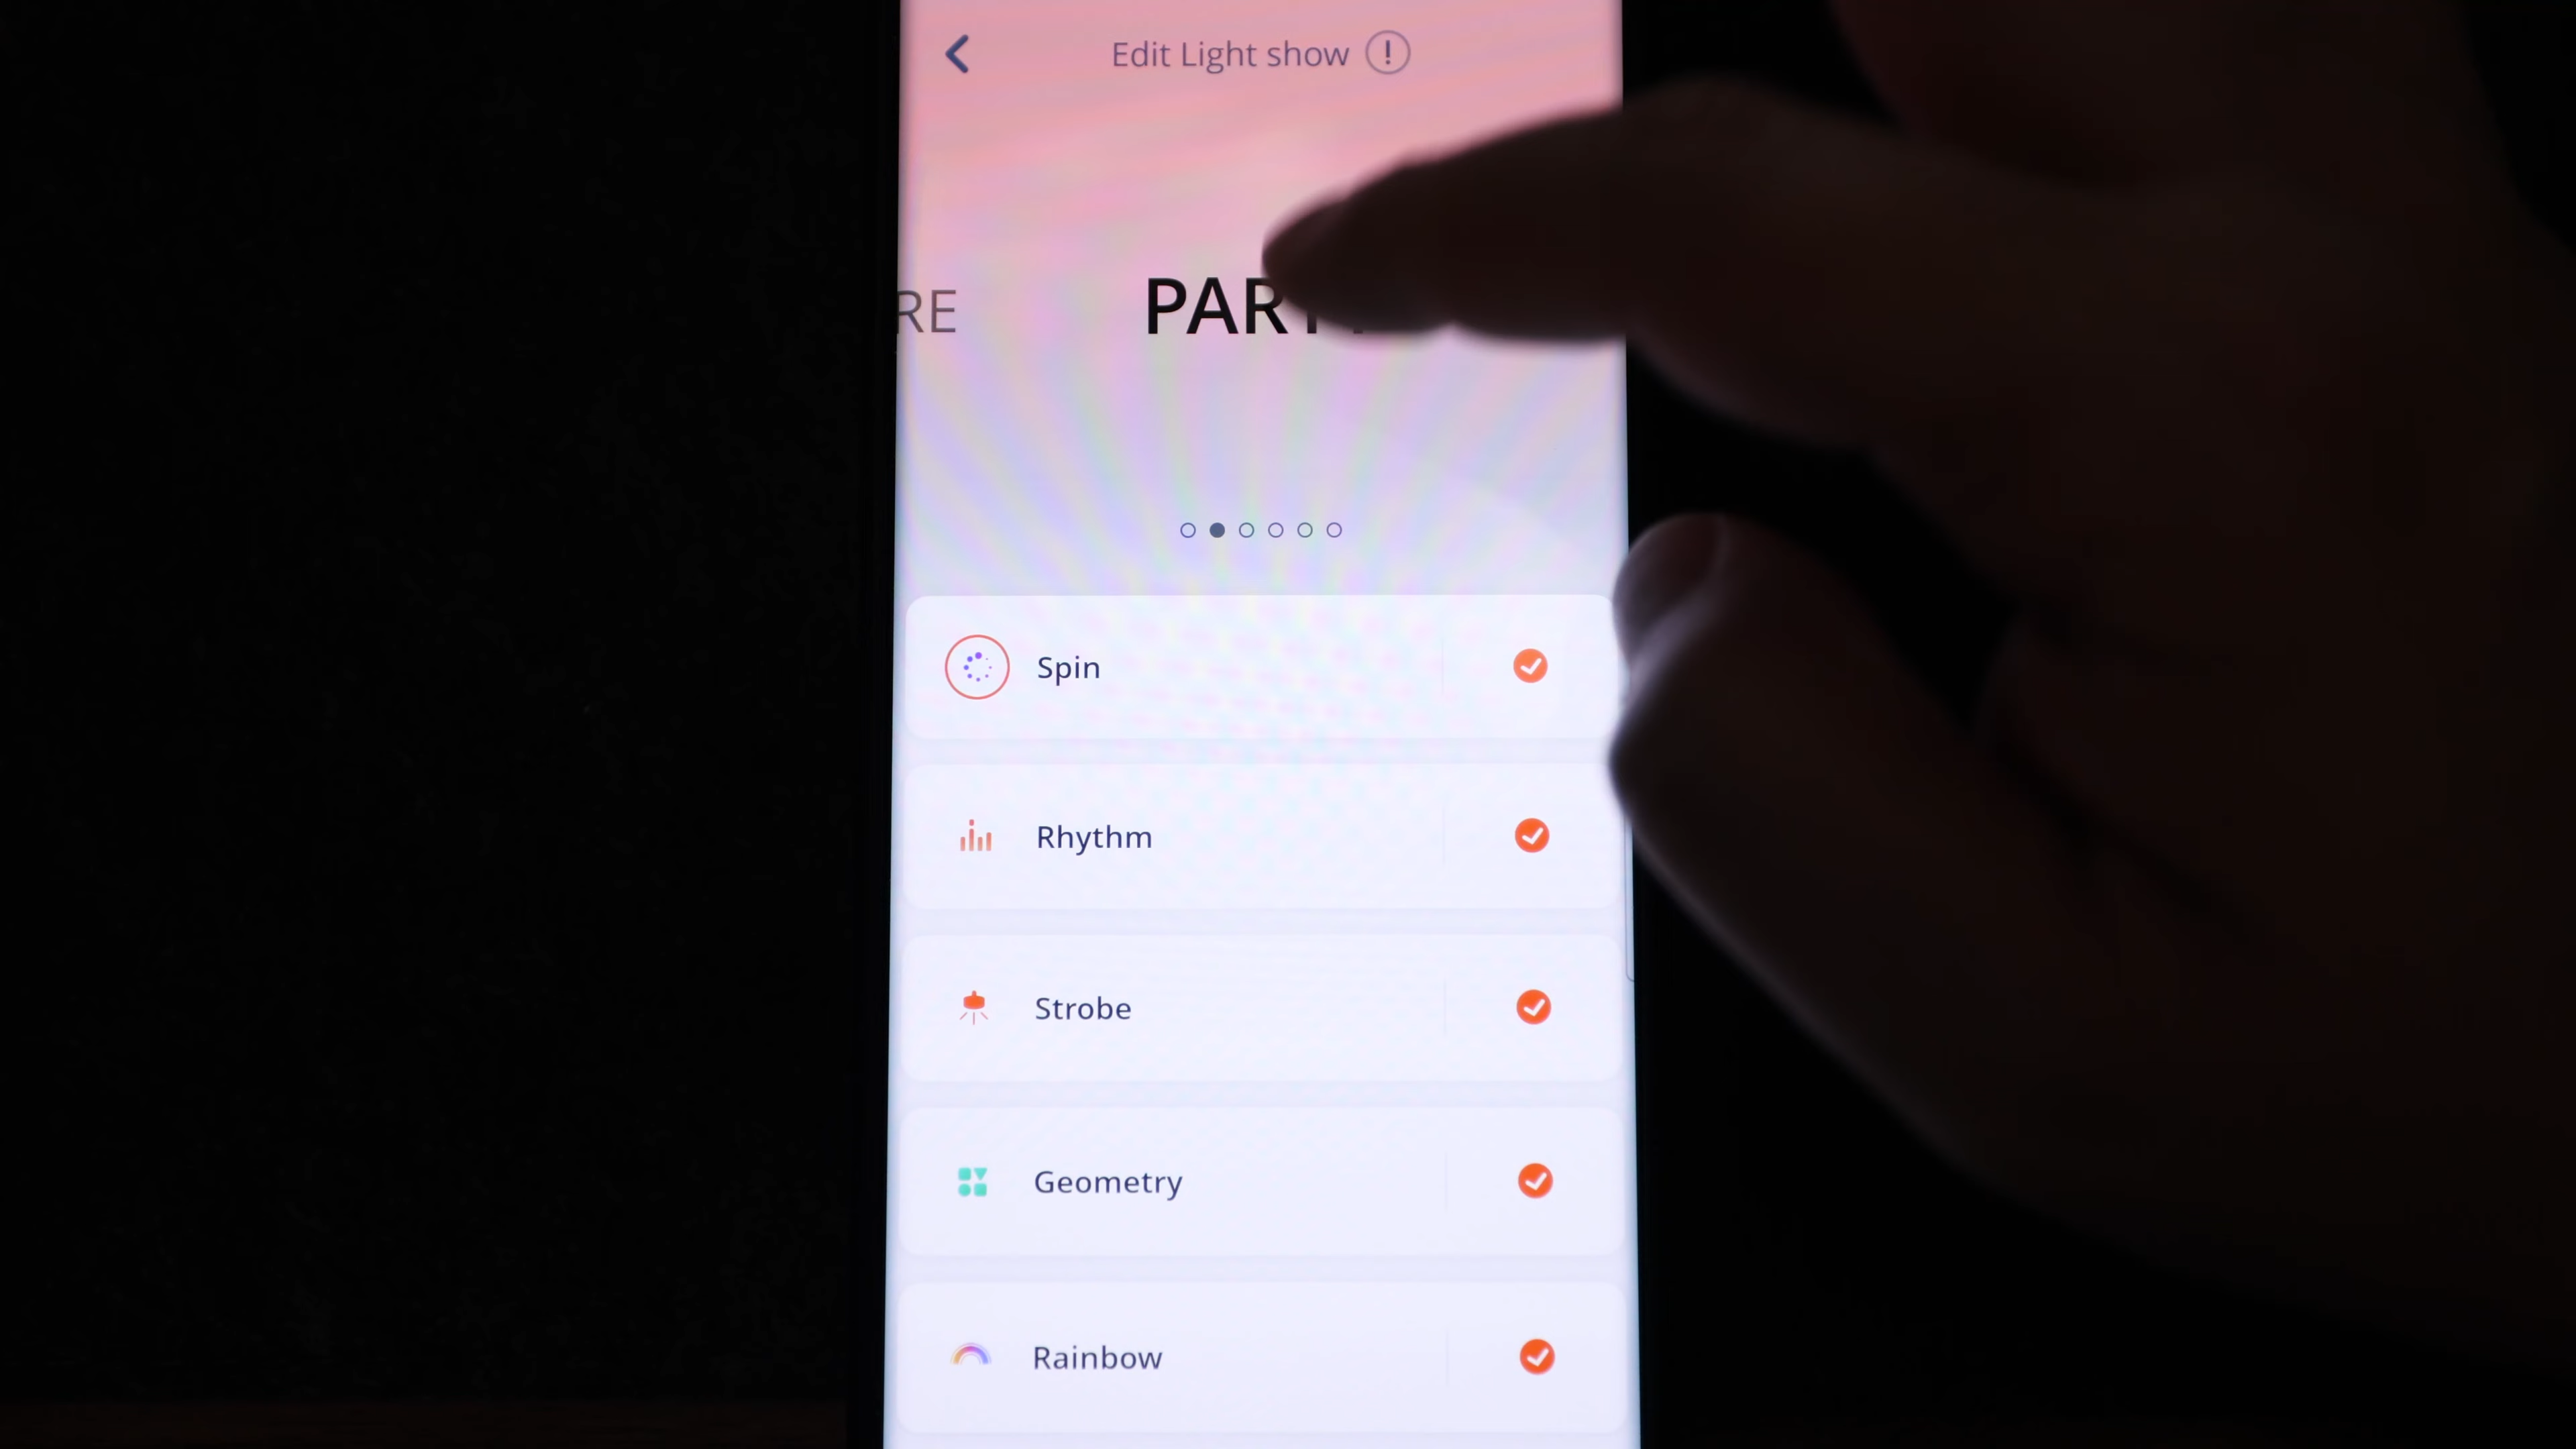 Edit Light show
RE PAR
Spin
Rhythm
Strobe
Geometry
Rainbow